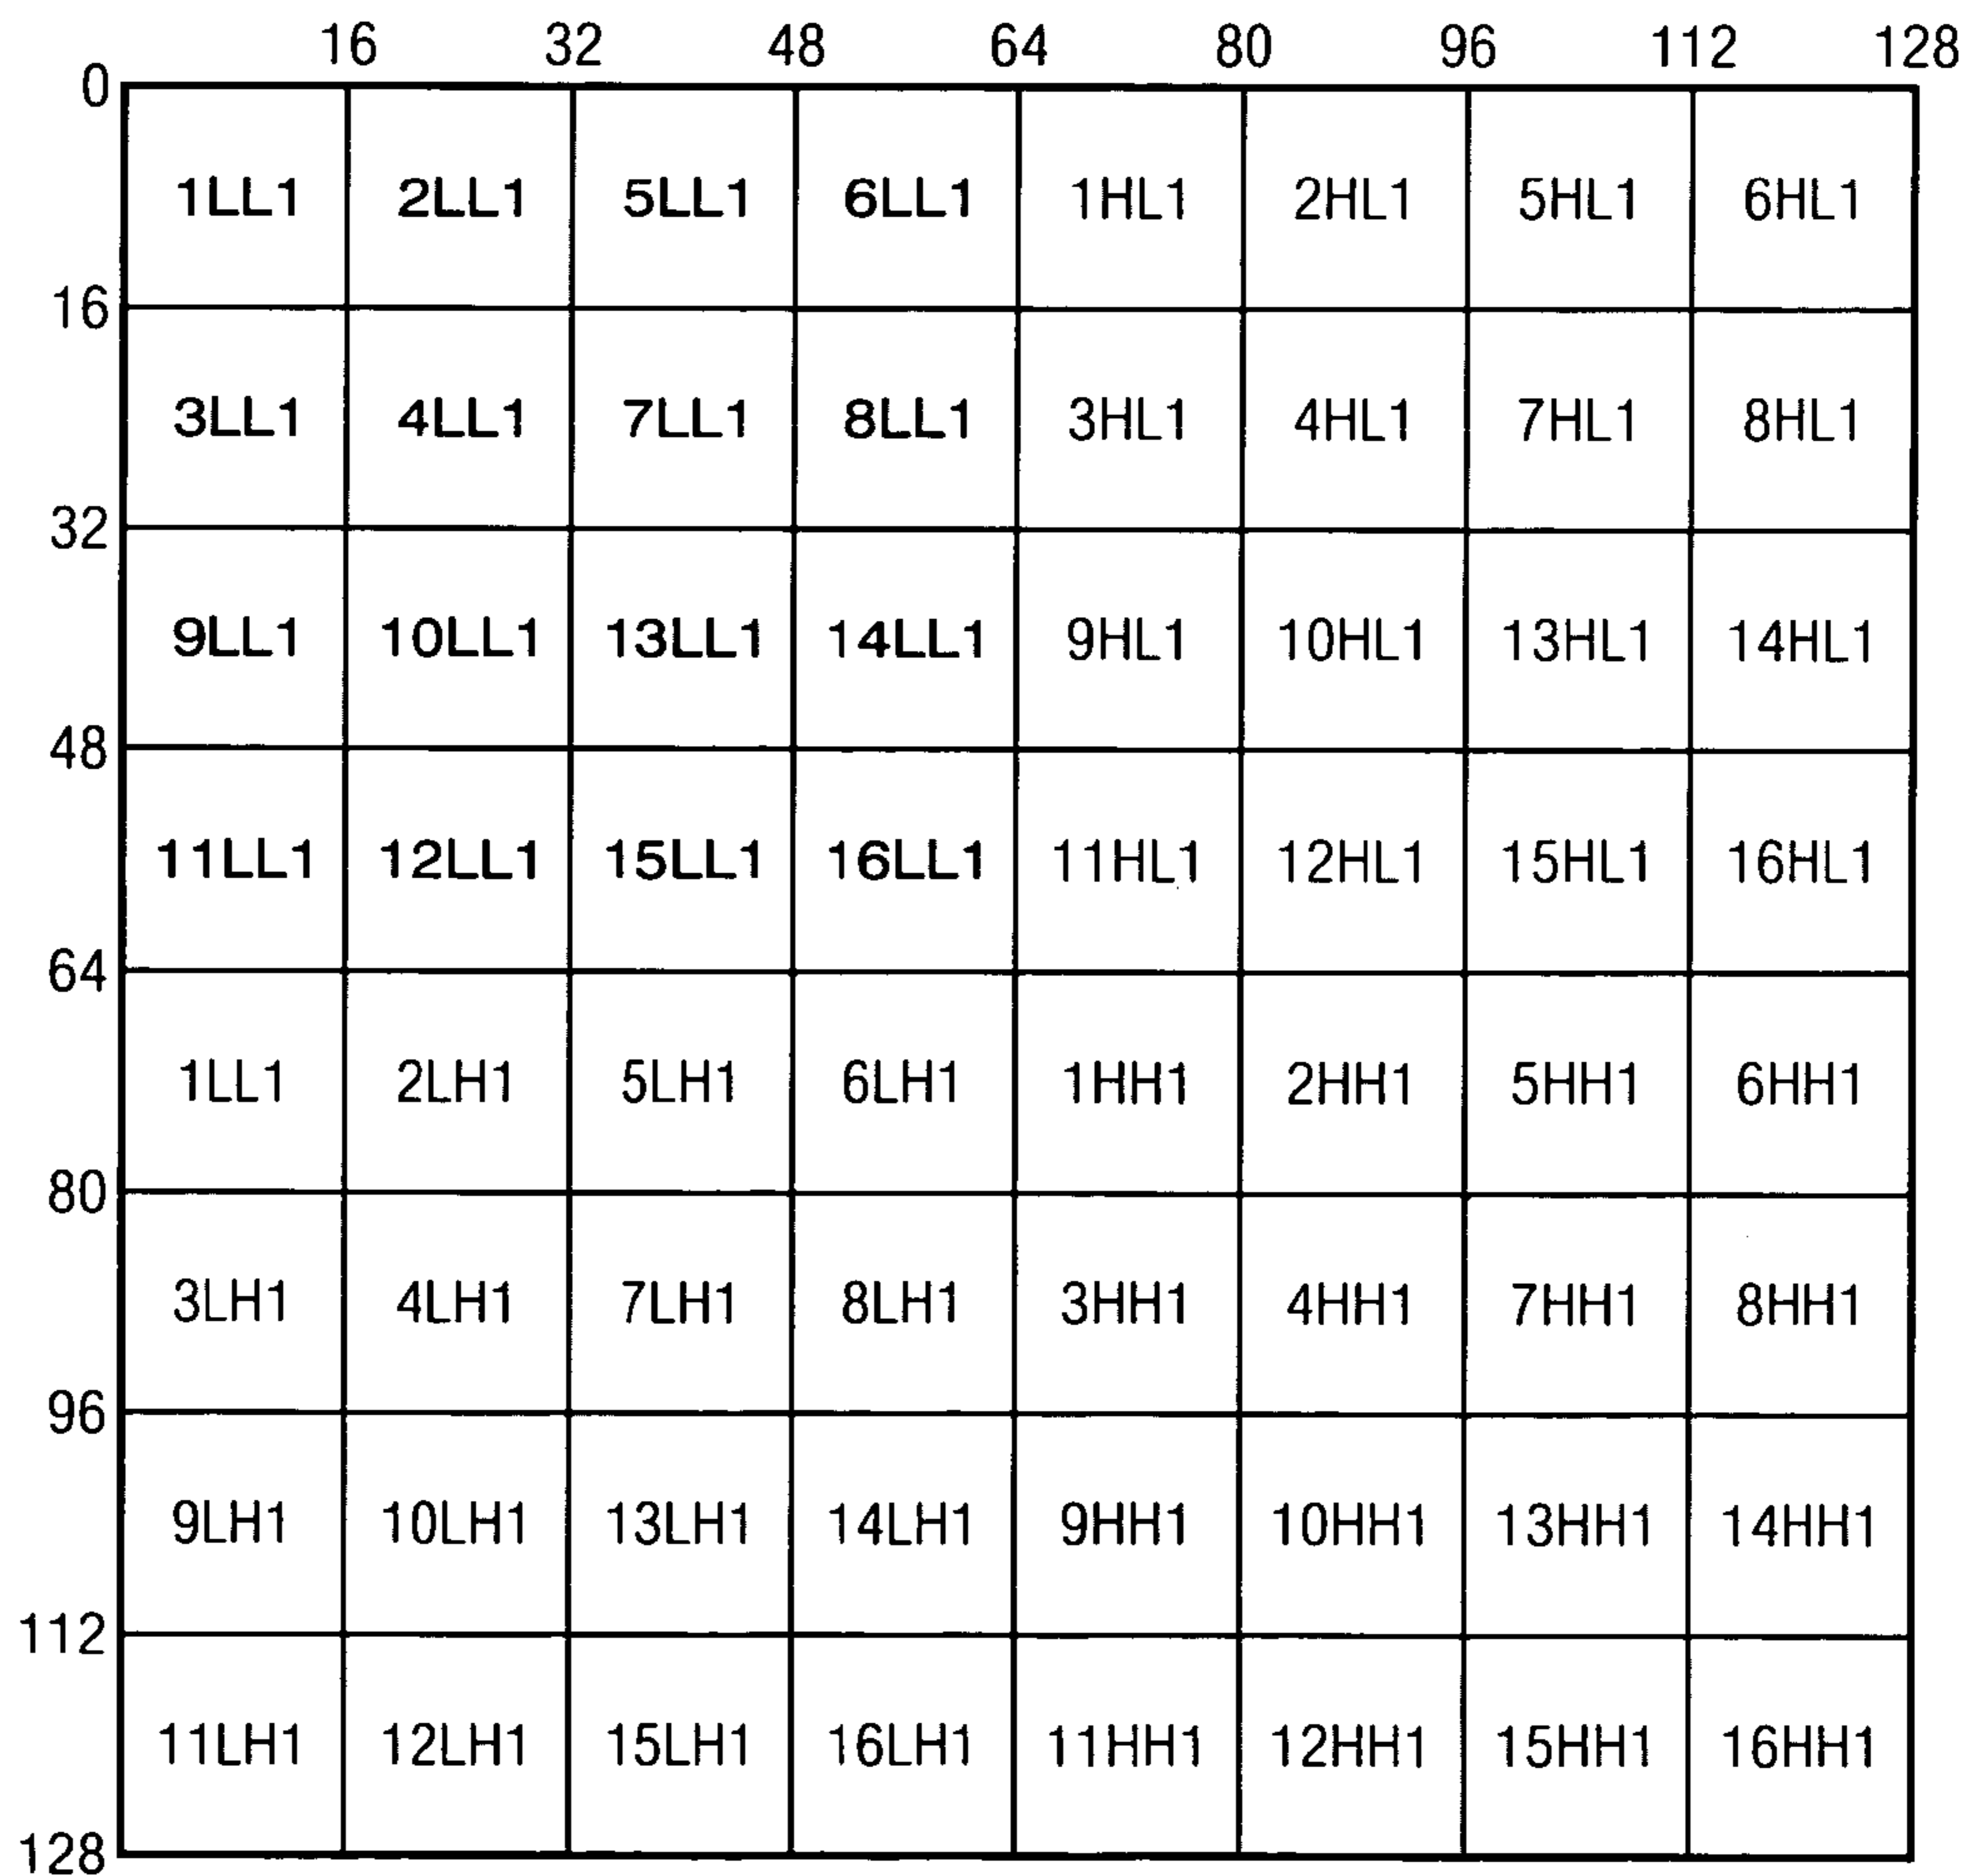 16 32 48 64 80 96 112 128
0
1LL1 2LL1 5LL1 6LL1 1HL1 2HL1 5HL1 6HL1
16
3LL1 4LL1 7LL1 8LL1 3HL1 4HL1 7HL1 8HL1
32
9LL1 10LL1 13LL1 14LL1 9HL1 10HL1 13HL1 14HL1
48
11LL1 12LL1 15LL1 16LL1 11HL1 12HL1 15HL1 16HL1
64
1LL1 2LH1 5LH1 6LH1 1HH1 2HH1 5HH1 6HH1
80
3LH1 4LH1 7LH1 8LH1 3HH1 4HH1 7HH1 8HH1
96
9LH1 10LH1 13LH1 14LH1 9HH1 10HH1 13HH1 14HH1
112
11LH1 12LH1 15LH1 16LH1 11HH1 12HH1 15HH1 16HH1
128